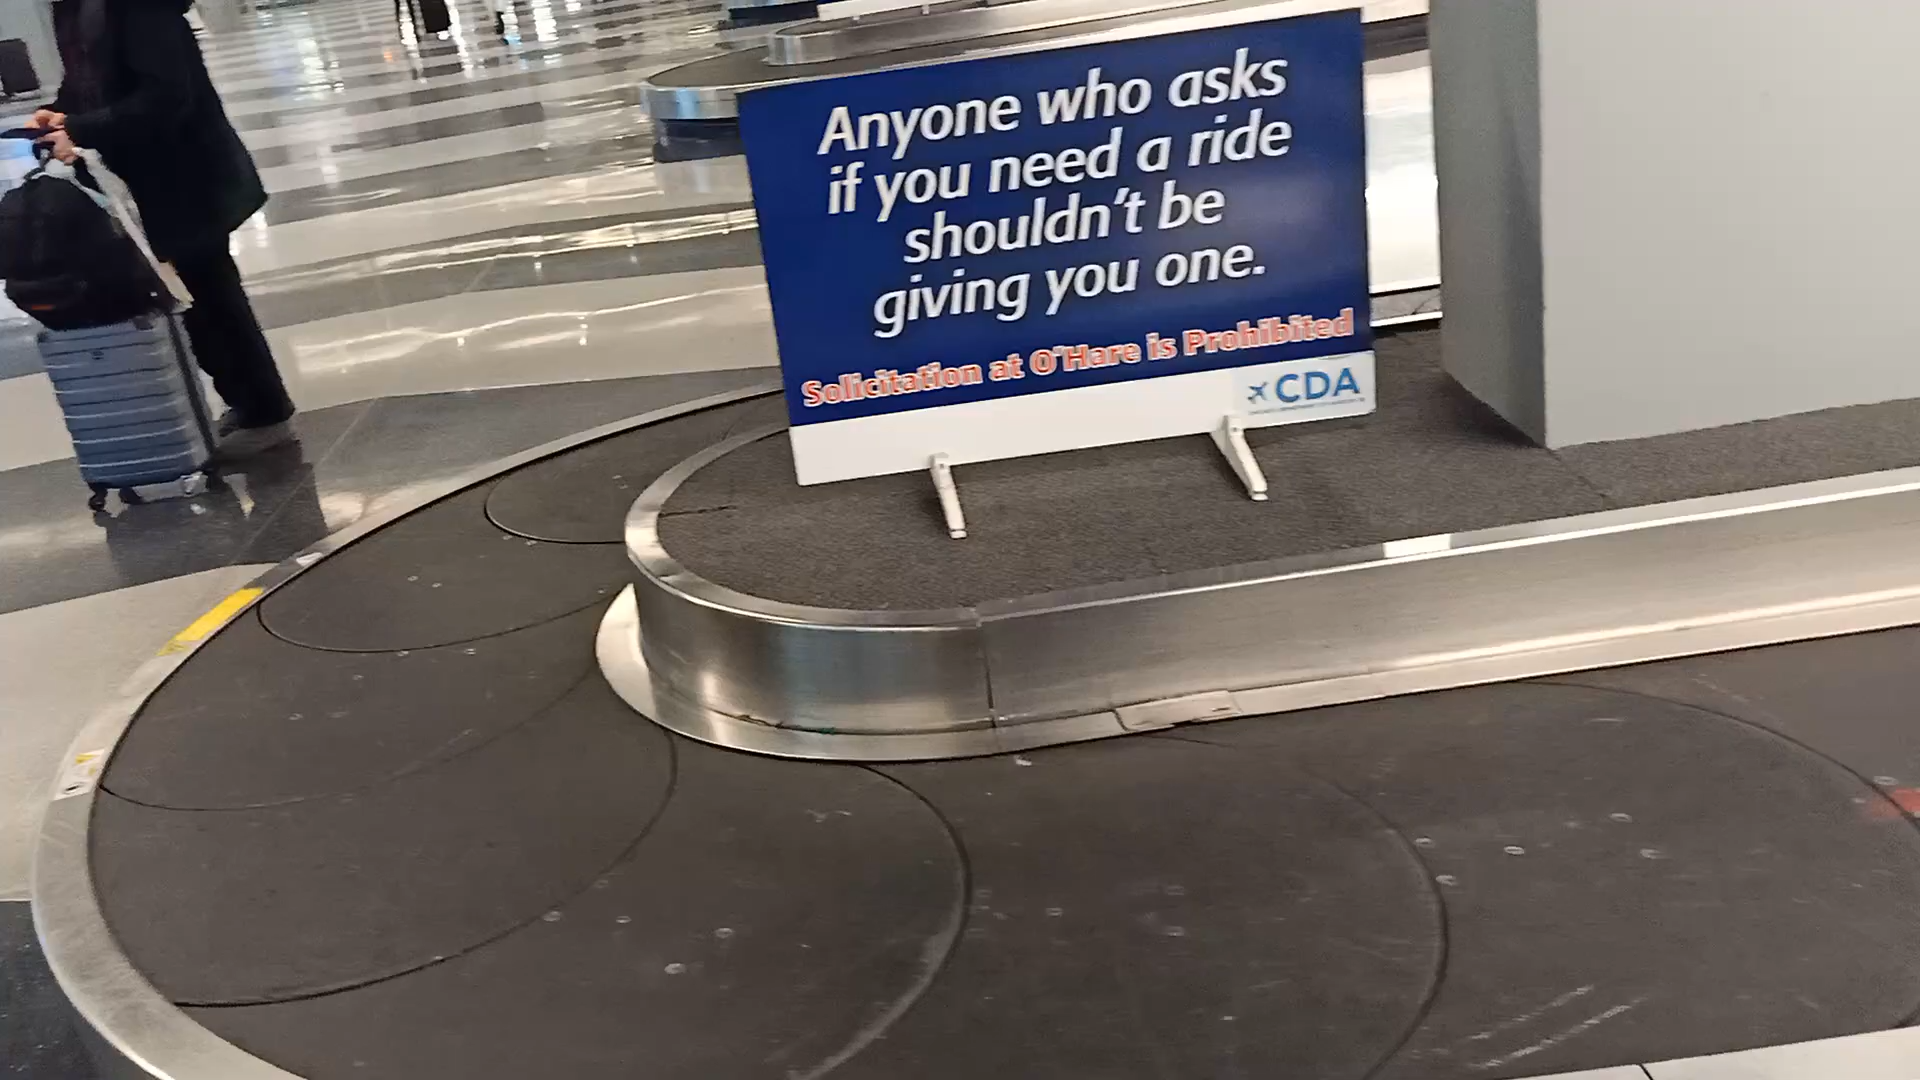 Anyone who asks
if you need a ride
shouldn't be
giving you one.
Solicitation at O'Hare is Prohibited
CDA